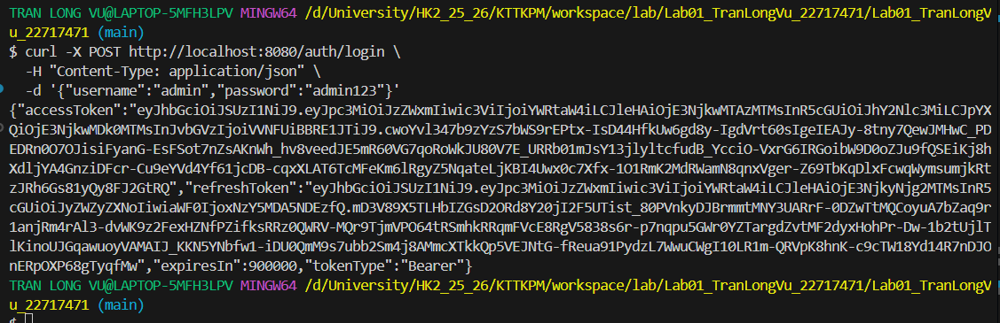 TRAN LONG VU@LAPTOP-5MFH3LPV MINGW64 /d/University/HK2_25_26/KTTKPM/workspace/lab/Lab01_TranLongVu_22717471/Lab01_TranLongV
u_22717471 (main)
$ curl -X POST http://localhost:8080/auth/login \
  -H "Content-Type: application/json" \
  -d '{"username":"admin","password":"admin123"}'
{"accessToken":"eyJhbGciOiJSUzI1NiJ9.eyJpc3MiOiJzZWxmIiwic3ViIjoiYWRtaW4iLCJleHAiOjE3NjkwMTAzMTMsInR5cGUiOiJhY2Nlc3MiLCJpYX
QiOjE3NjkwMDk0MTMsInJvbGVzIjoiVVNFUiBBRE1JTiJ9.cwoYvl347b9zYzS7bWS9rEPtx-IsD44HfkUw6gd8y-IgdVrt60sIgeIEAJy-8tny7QewJMHwC_PD
EDRn0O7OJisiFyanG-EsFSot7nZsAKnWh_hv8veedJE5mR60VG7qoRoWkJU80V7E_URRb01mJsY13jlyltcfudB_YcciO-VxrG6IRGoibW9D0oZJu9fQSEiKj8h
XdljYA4GnziDFcr-Cu9eYVd4Yf61jcDB-cqxXLAT6TcMFeKm6lRgyZ5NqateLjKBI4Uwx0c7Xfx-1O1RmK2MdRWamN8qnxVger-Z69TbKqDlxFcwqWymsumjkRt
zJRh6Gs81yQy8FJ2GtRQ","refreshToken":"eyJhbGciOiJSUzI1NiJ9.eyJpc3MiOiJzZWxmIiwic3ViIjoiYWRtaW4iLCJleHAiOjE3NjkyNjg2MTMsInR5
cGUiOiJyZWZyZXNoIiwiaWF0IjoxNzY5MDA5NDEzfQ.mD3V89X5TLHbIZGsD2ORd8Y20jI2F5UTist_80PVnkyDJBrmmtMNY3UARrF-0DZwTtMQCoyuA7bZaq9r
1anjRm4rAl3-dvWK9z2FexHZNfPZifksRRz0QWRV-MQr9TjmVPO64tRSmhkRRqmFVcE8RgV5838s6r-p7nqpu5GWr0YZTargdZvtMF2dyxHohPr-Dw-1b2tUjlT
lKinoUJGqawuoyVAMAIJ_KKN5YNbfw1-iDU0QmM9s7ubb2Sm4j8AMmcXTkkQp5VEJNtG-fReua91PydzL7WwuCWgI10LR1m-QRVpK8hnK-c9cTW18Yd14R7nDJO
nERpOXP68gTyqfMw","expiresIn":900000,"tokenType":"Bearer"}
TRAN LONG VU@LAPTOP-5MFH3LPV MINGW64 /d/University/HK2_25_26/KTTKPM/workspace/lab/Lab01_TranLongVu_22717471/Lab01_TranLongV
u_22717471 (main)
$